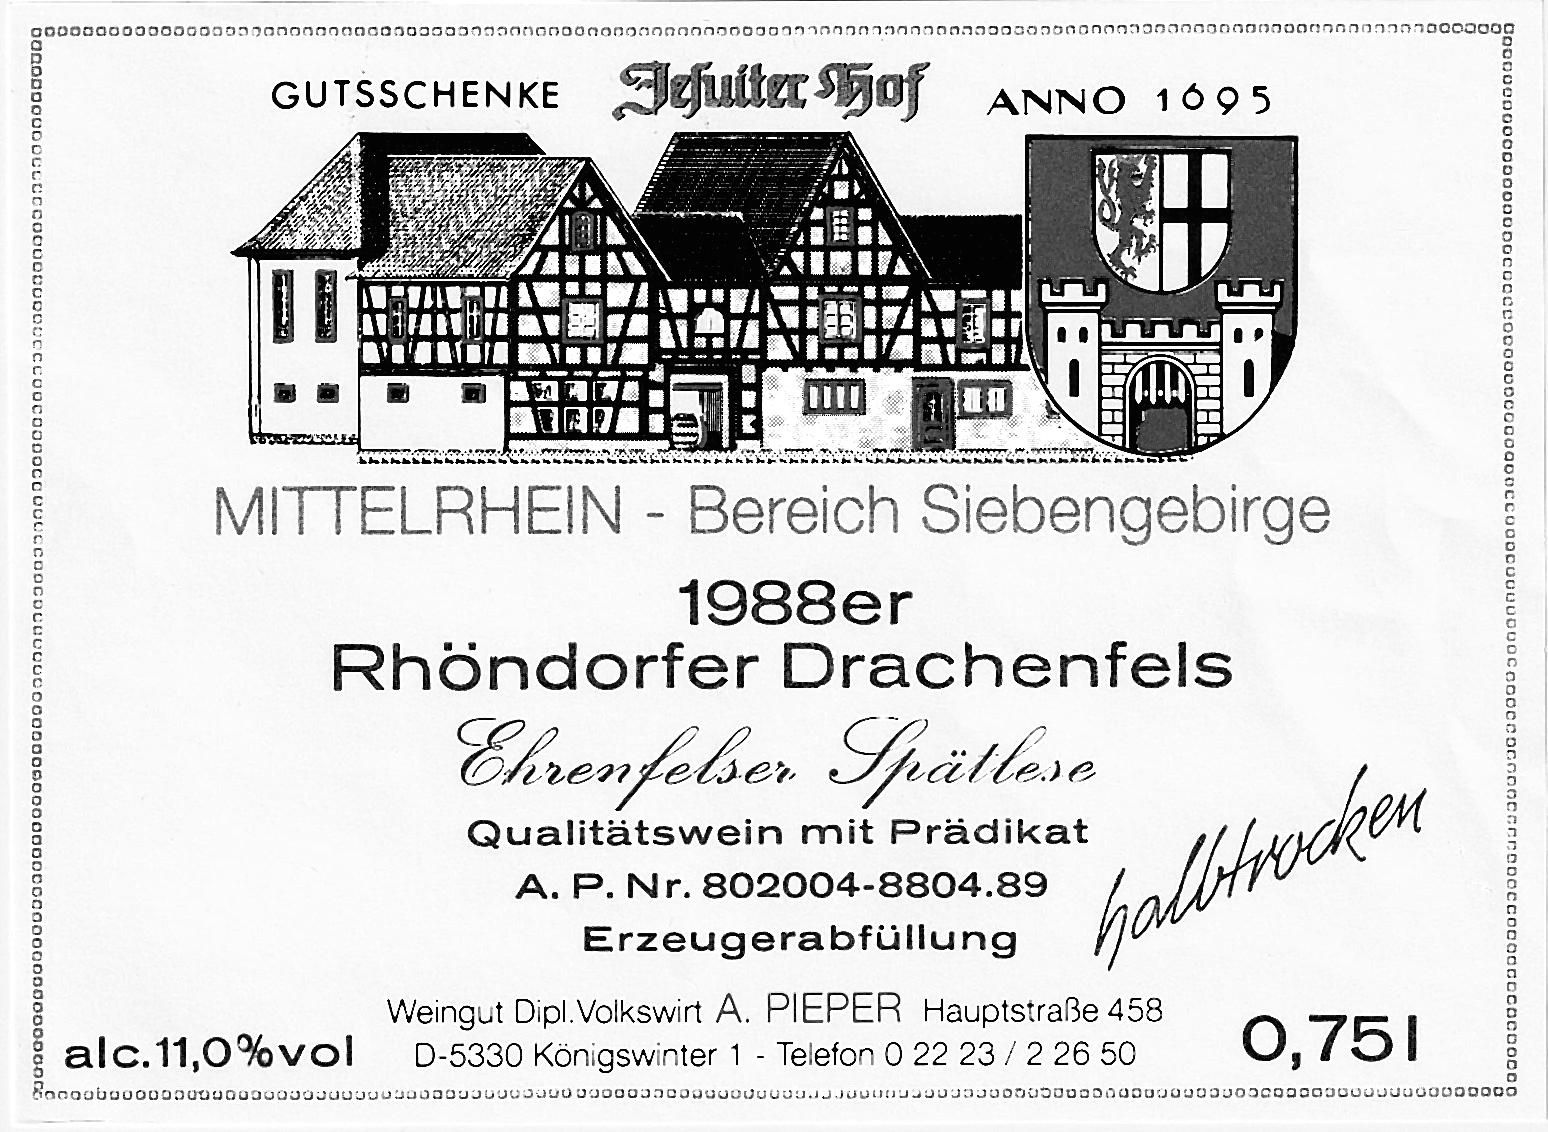 GUTSSCHENKE Jesuiter Hof ANNO 1695
MITTELRHEIN - Bereich Siebengebirge
1988er
Rhöndorfer Drachenfels
Ehrenfelser Spätlese
Qualitätswein mit Prädikat
A. P. Nr. 802004-8804.89
Erzeugerabfüllung
halbtrocken
Weingut Dipl.Volkswirt A. PIEPER Hauptstraße 458
D-5330 Königswinter 1 - Telefon 0 22 23 / 2 26 50
alc.11,0%vol
0,75l